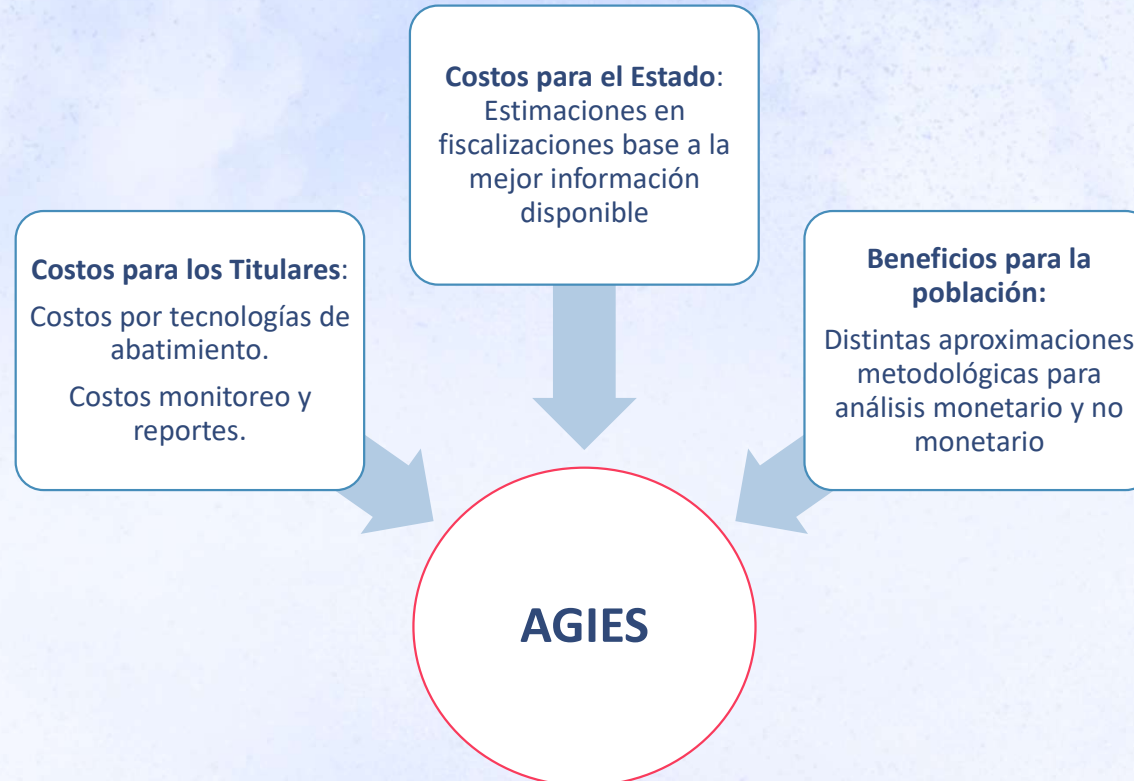 Costos para el Estado:
Estimaciones en
fiscalizaciones base a la
mejor información
disponible
Costos para los Titulares:
Costos por tecnologías de
abatimiento.
Costos monitoreo y
reportes.
Beneficios para la
población:
Distintas aproximaciones
metodológicas para
análisis monetario y no
monetario
AGIES